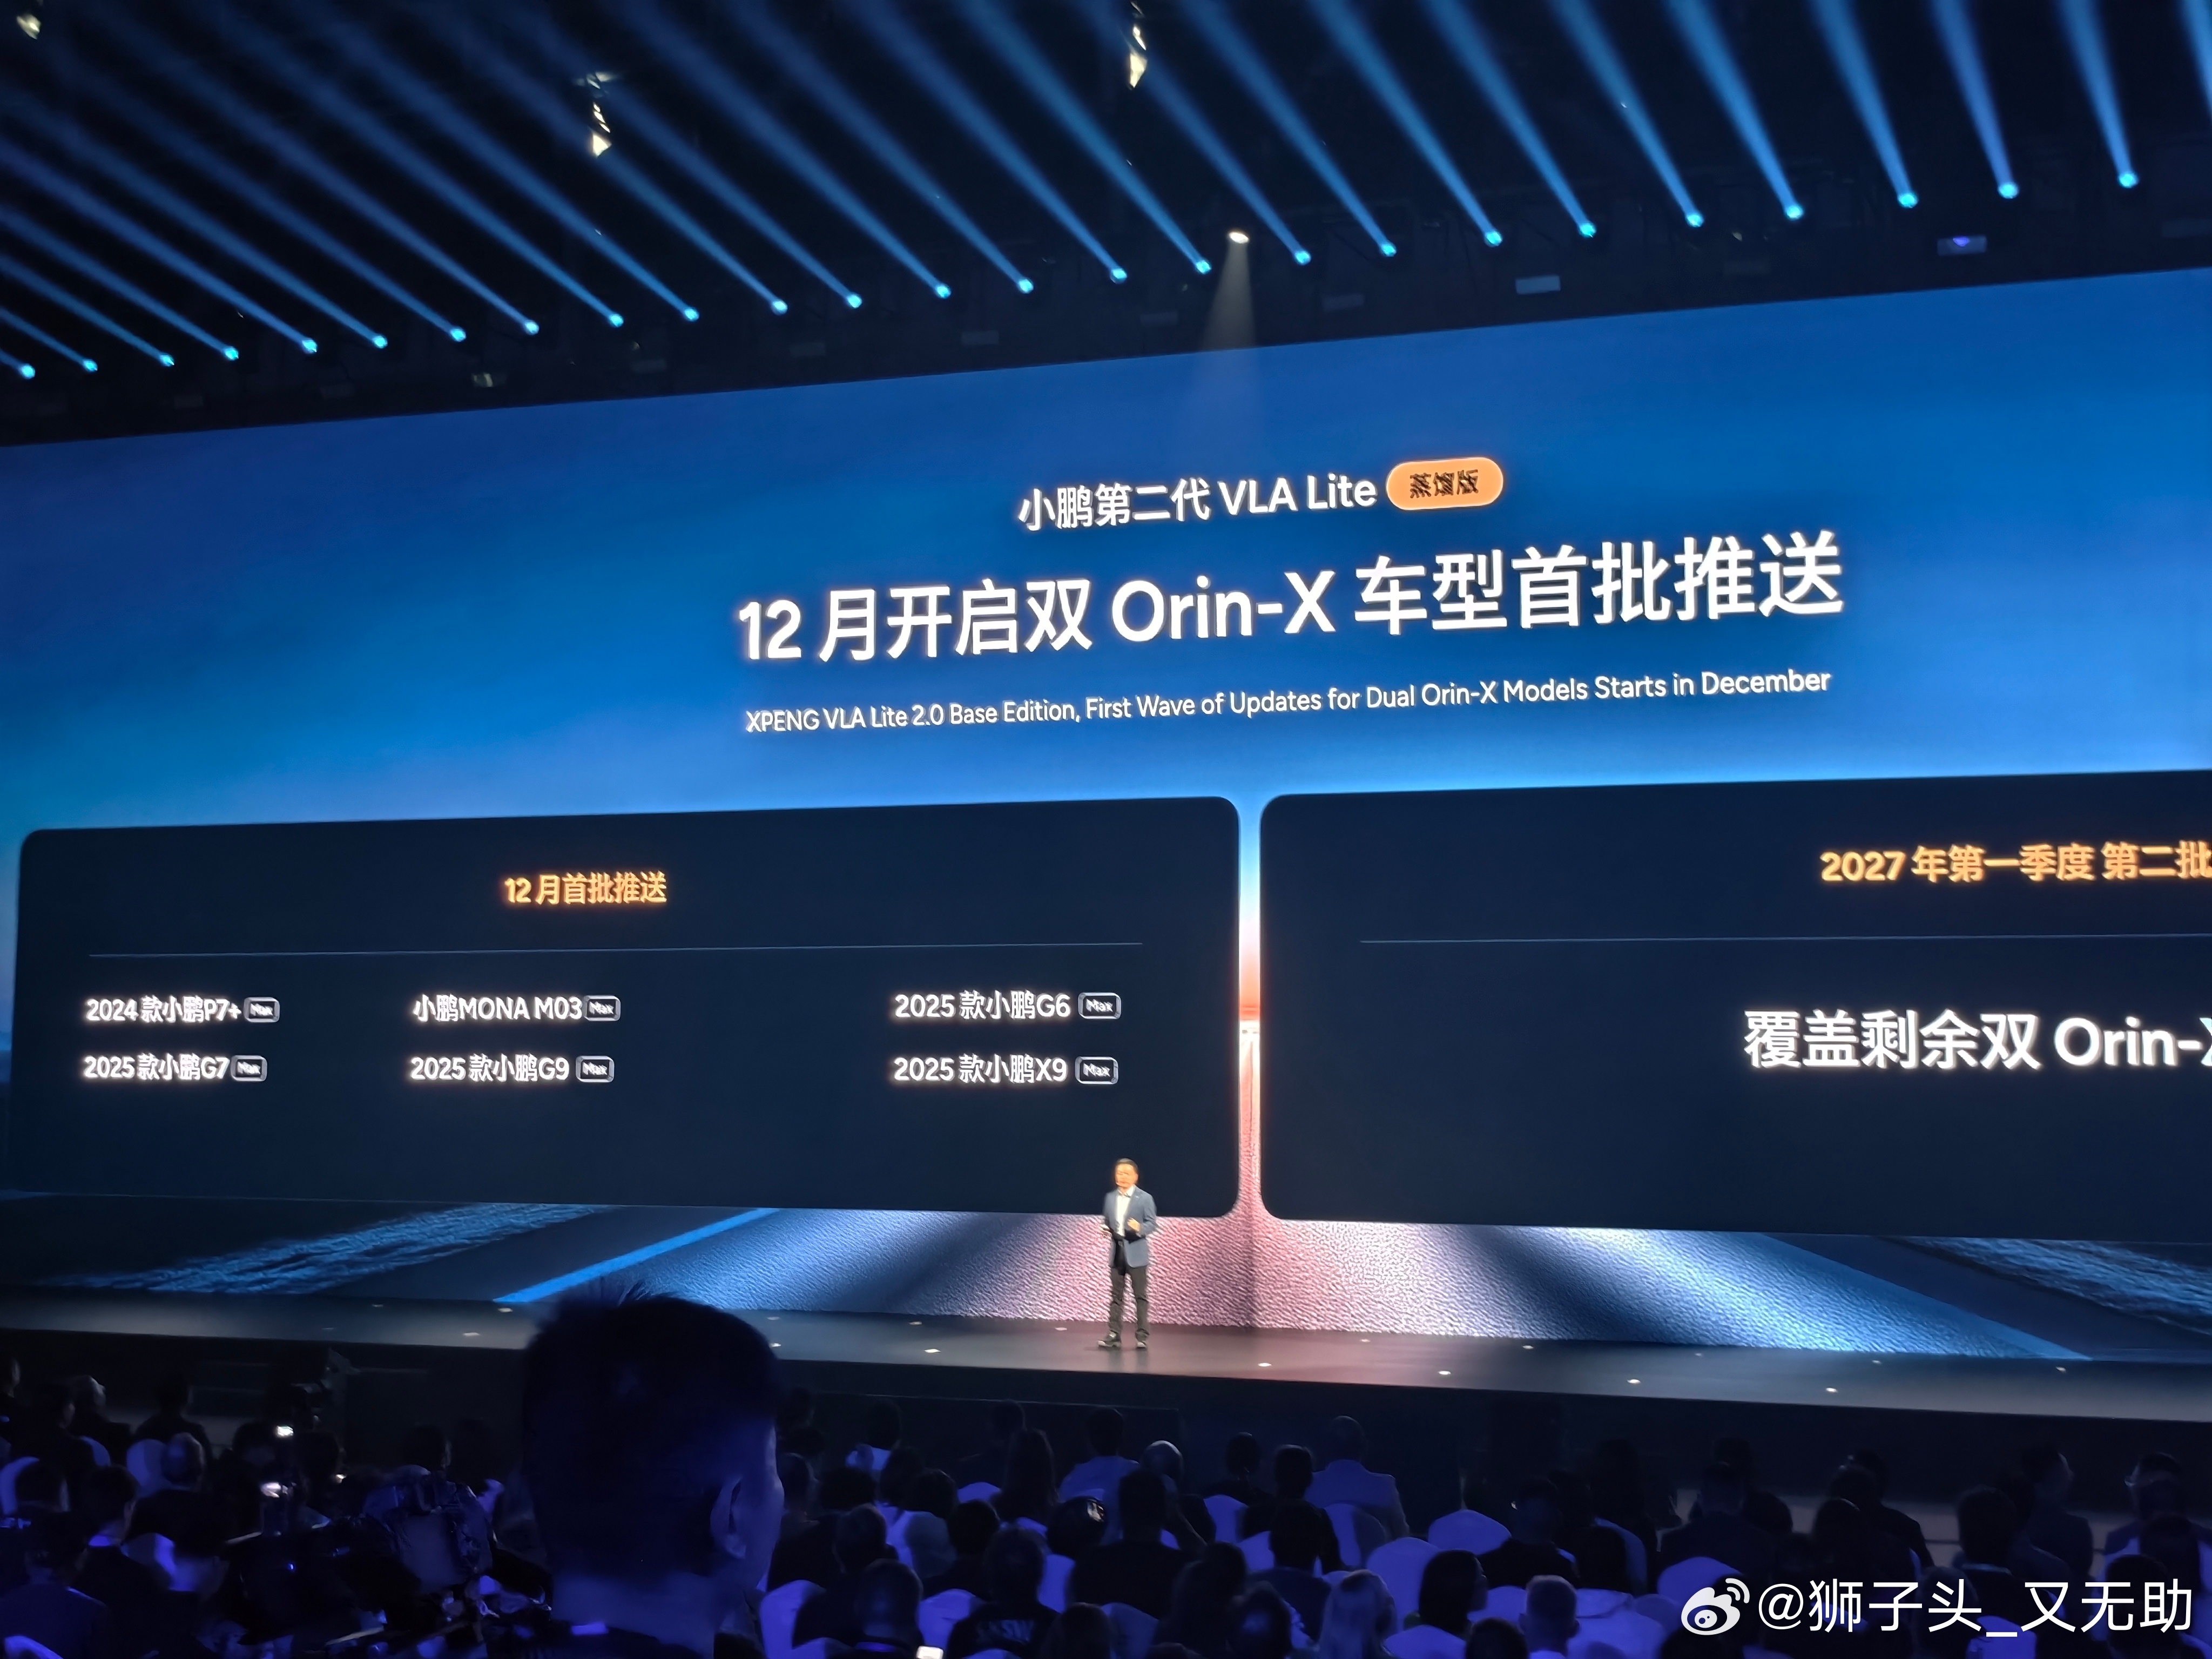 小鹏第二代 VLA Lite 蒸馏版
12 月开启双 Orin-X 车型首批推送
XPENG VLA Lite 2.0 Base Edition, First Wave of Updates for Dual Orin-X Models Starts in December
12 月首批推送
2024 款小鹏P7+ Max
小鹏MONA M03 Max
2025 款小鹏G6 Max
2025 款小鹏G7 Max
2025 款小鹏G9 Max
2025 款小鹏X9 Max
2027 年第一季度 第二批
覆盖剩余双 Orin-X
@狮子头_又无助